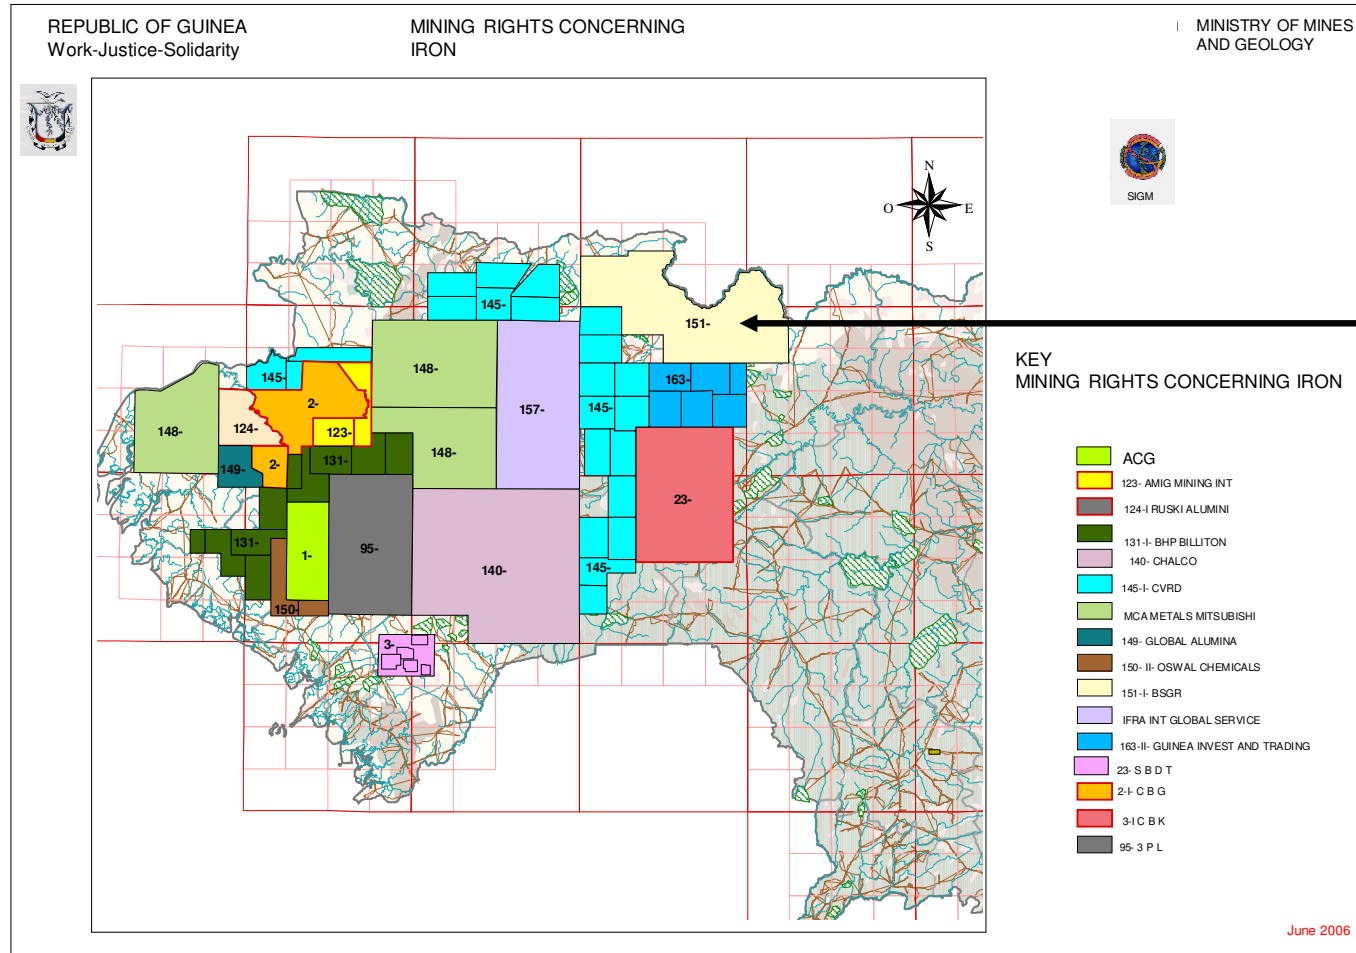 REPUBLIC OF GUINEA
Work-Justice-Solidarity
MINING RIGHTS CONCERNING
IRON
MINISTRY OF MINES
AND GEOLOGY
SIGM
N
O
E
S
145-
151-
148-
145-
163-
2-
157-
145-
148-
124-
123-
148-
149-
2-
131-
23-
131-
1-
95-
140-
145-
150-
3-
KEY
MINING RIGHTS CONCERNING IRON
ACG
123- AMIG MINING INT
124-I RUSKI ALUMINI
131-I- BHP BILLITON
140- CHALCO
145-I- CVRD
MCA METALS MITSUBISHI
149- GLOBAL ALUMINA
150- II- OSWAL CHEMICALS
151-I- BSGR
IFRA INT GLOBAL SERVICE
163-II- GUINEA INVEST AND TRADING
23- S B D T
2-I- C B G
3-I C B K
95- 3 P L
June 2006